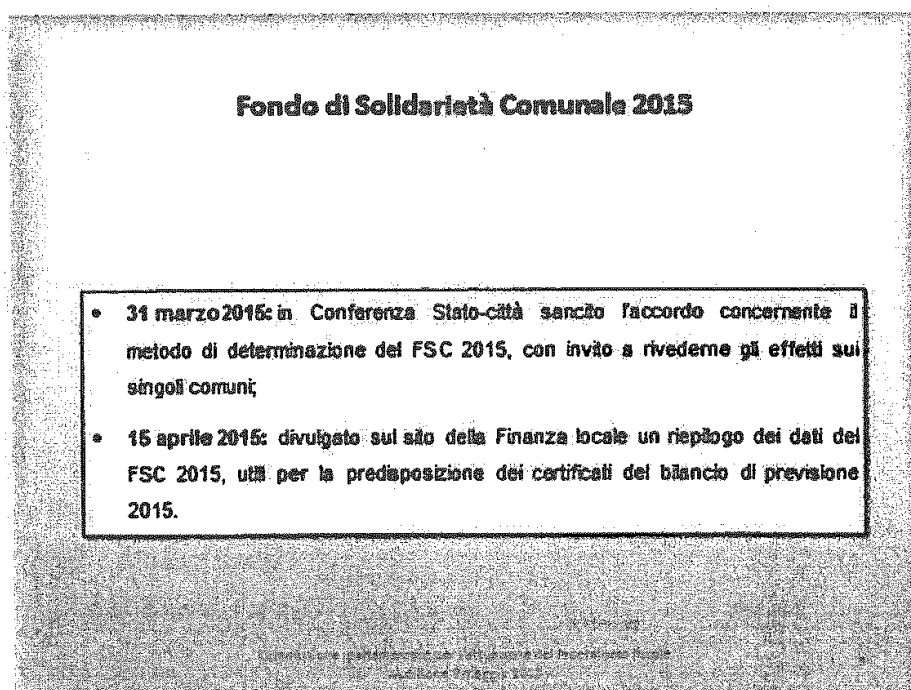 Fondo di Solidarietà Comunale 2015
• 31 marzo 2015: in Conferenza Stato-città sancito l'accordo concernente il
metodo di determinazione del FSC 2015, con invito a rivederne gli effetti sui
singoli comuni;
• 15 aprile 2015: divulgato sul sito della Finanza locale un riepilogo dei dati del
FSC 2015, utili per la predisposizione dei certificati del bilancio di previsione
2015.